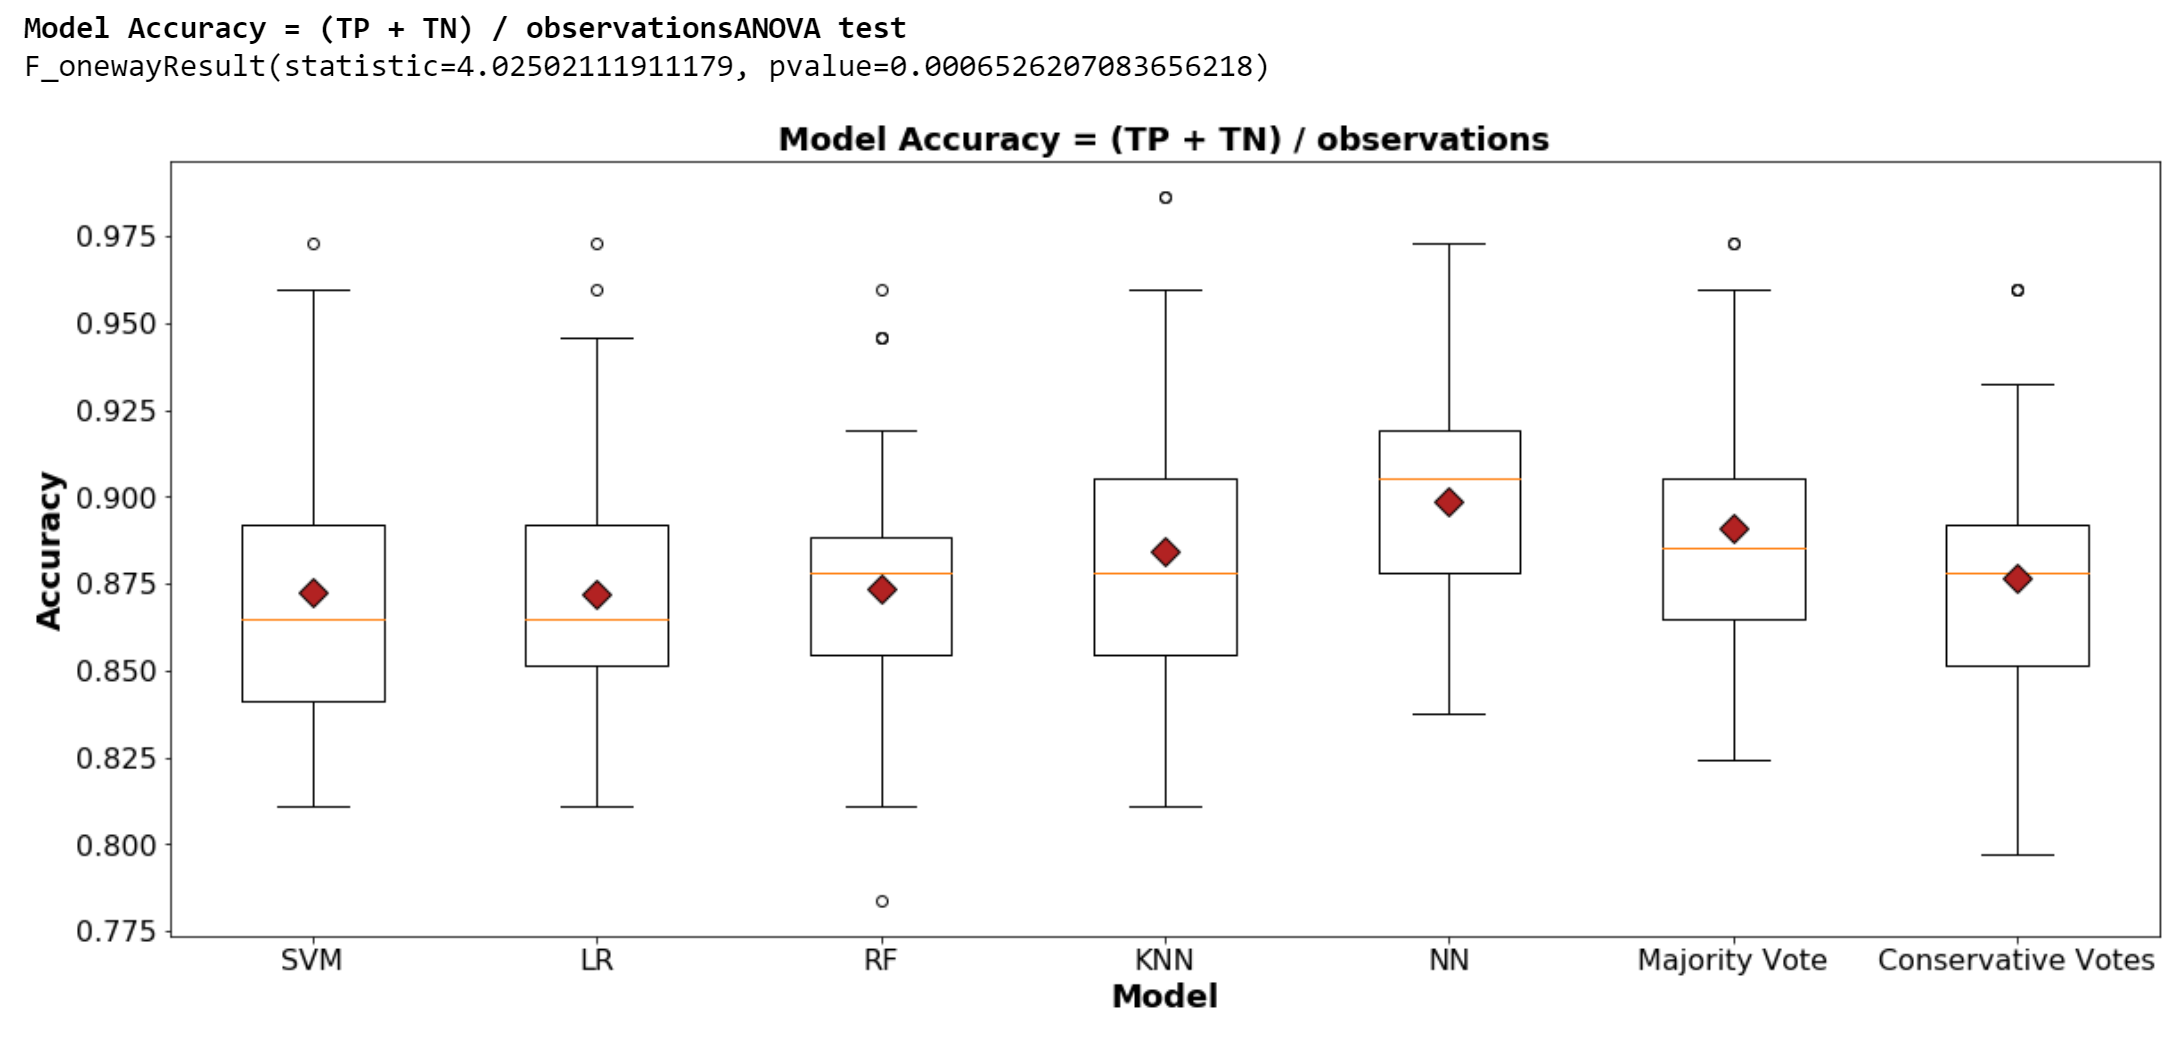 Model Accuracy = (TP + TN) / observationsANOVA test
F_onewayResult(statistic=4.02502111911179, pvalue=0.0006526207083656218)
Model Accuracy = (TP + TN) / observations
Accuracy
0.975
0.950
0.925
0.900
0.875
0.850
0.825
0.800
0.775
SVM LR RF KNN NN Majority Vote Conservative Votes
Model